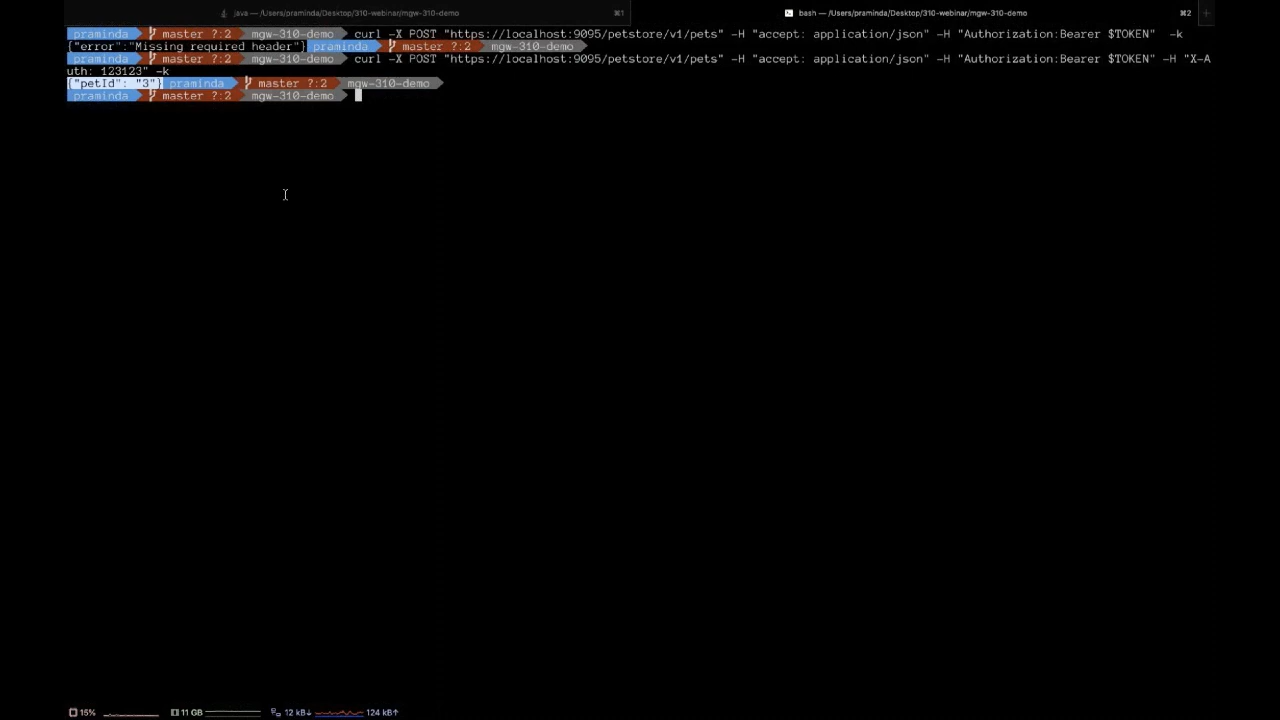 java — /Users/praminda/Desktop/310-webinar/mgw-310-demo ⌘1 bash — /Users/praminda/Desktop/310-webinar/mgw-310-demo ⌘2 +
praminda master ?:2 mgw-310-demo curl -X POST "https://localhost:9095/petstore/v1/pets" -H "accept: application/json" -H "Authorization:Bearer $TOKEN" -k
{"error":"Missing required header"} praminda master ?:2 mgw-310-demo
praminda master ?:2 mgw-310-demo curl -X POST "https://localhost:9095/petstore/v1/pets" -H "accept: application/json" -H "Authorization:Bearer $TOKEN" -H "X-A
uth: 123123" -k
{"petId": "3"} praminda master ?:2 mgw-310-demo
praminda master ?:2 mgw-310-demo
15% 11 GB 12 kB↓ 124 kB↑